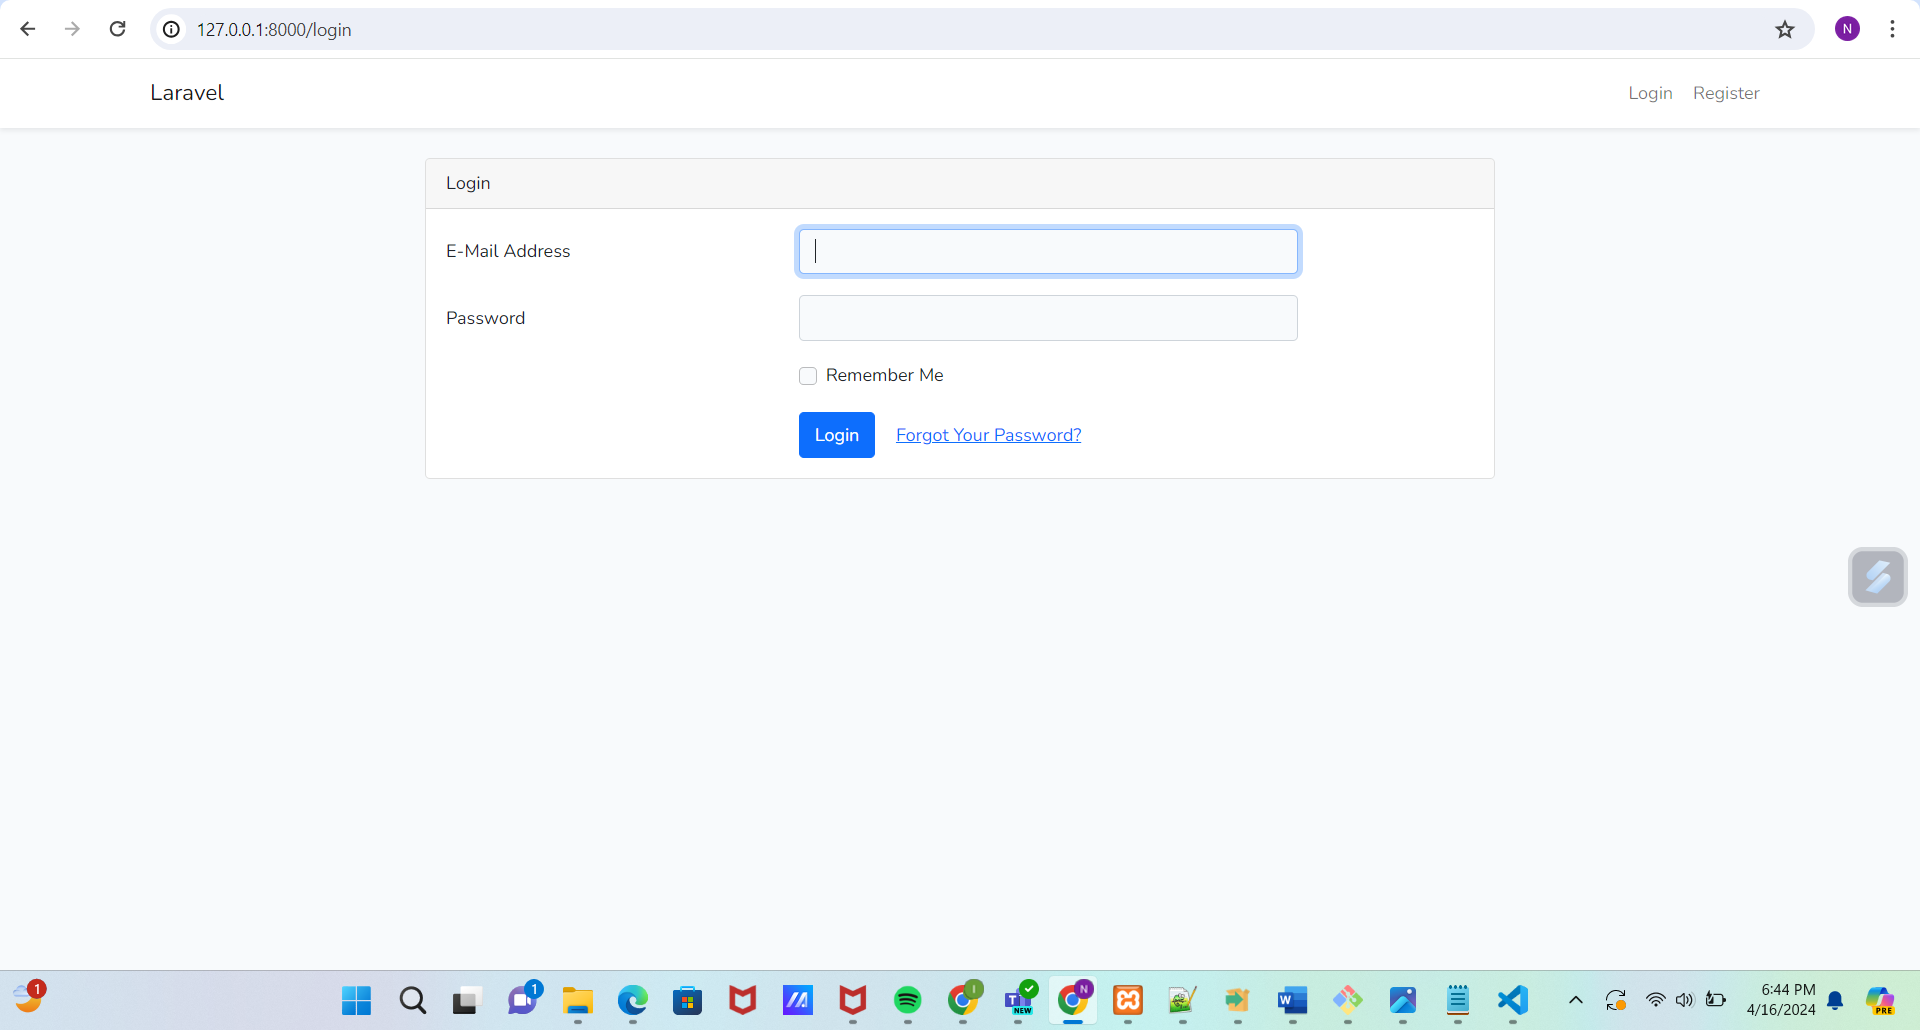 127.0.0.1:8000/login
N
Laravel
Login Register
Login
E-Mail Address
Password
Remember Me
Login Forgot Your Password?
1
1
I
T
NEW
N
W
6:44 PM
4/16/2024
PRE